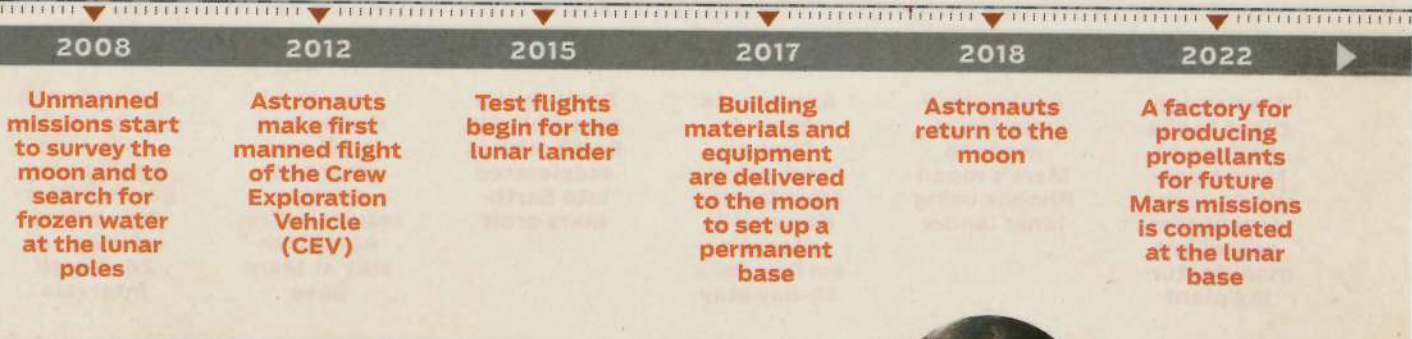 2008
Unmanned
missions start
to survey the
moon and to
search for
frozen water
at the lunar
poles
2012
Astronauts
make first
manned flight
of the Crew
Exploration
Vehicle
(CEV)
2015
Test flights
begin for the
lunar lander
2017
Building
materials and
equipment
are delivered
to the moon
to set up a
permanent
base
2018
Astronauts
return to the
moon
2022
A factory for
producing
propellants
for future
Mars missions
is completed
at the lunar
base